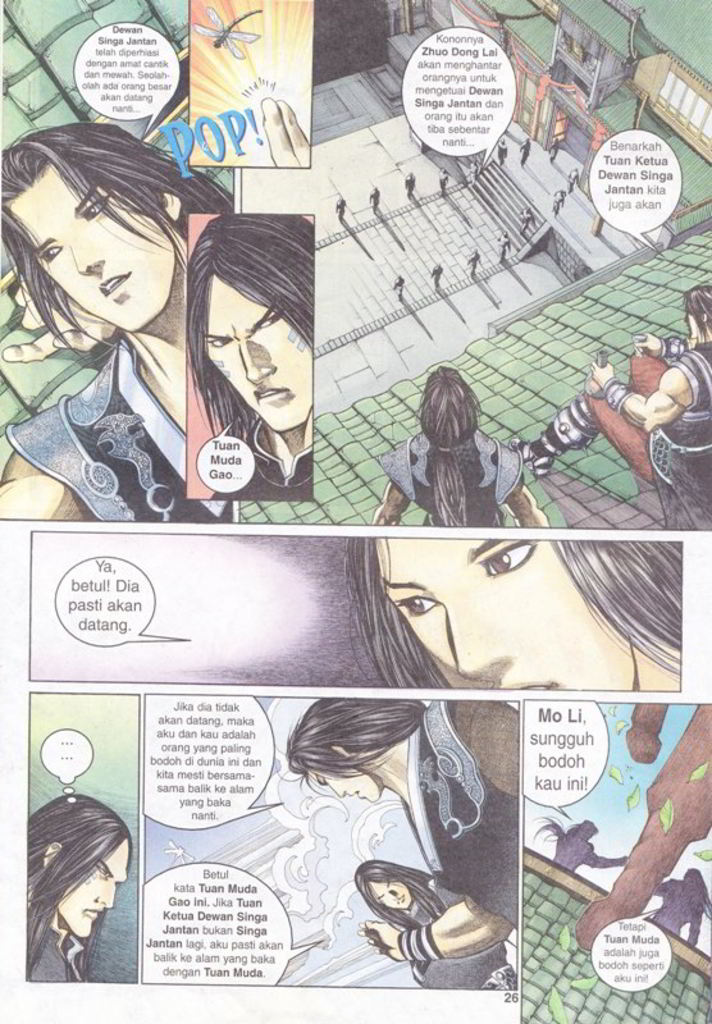 Dewan
Singa Jantan
telah diperhiasi
dengan amat cantik
dan mewah. Seolah-
olah ada orang besar
akan datang
nanti...
POP!
Kononnya
Zhuo Dong Lai
akan menghantar
orangnya untuk
mengetuai Dewan
Singa Jantan dan
orang itu akan
tiba sebentar
nanti...
Benarkah
Tuan Ketua
Dewan Singa
Jantan kita
juga akan
Tuan
Muda
Gao...
Ya,
betul! Dia
pasti akan
datang.
...
...
Jika dia tidak
akan datang, maka
aku dan kau adalah
orang yang paling
bodoh di dunia ini dan
kita mesti bersama-
sama balik ke alam
yang baka
nanti.
Betul
kata Tuan Muda
Gao ini. Jika Tuan
Ketua Dewan Singa
Jantan bukan Singa
Jantan lagi, aku pasti akan
balik ke alam yang baka
dengan Tuan Muda.
Mo Li,
sungguh
bodoh
kau ini!
Tetapi
Tuan Muda
adalah juga
bodoh seperti
aku ini!
26